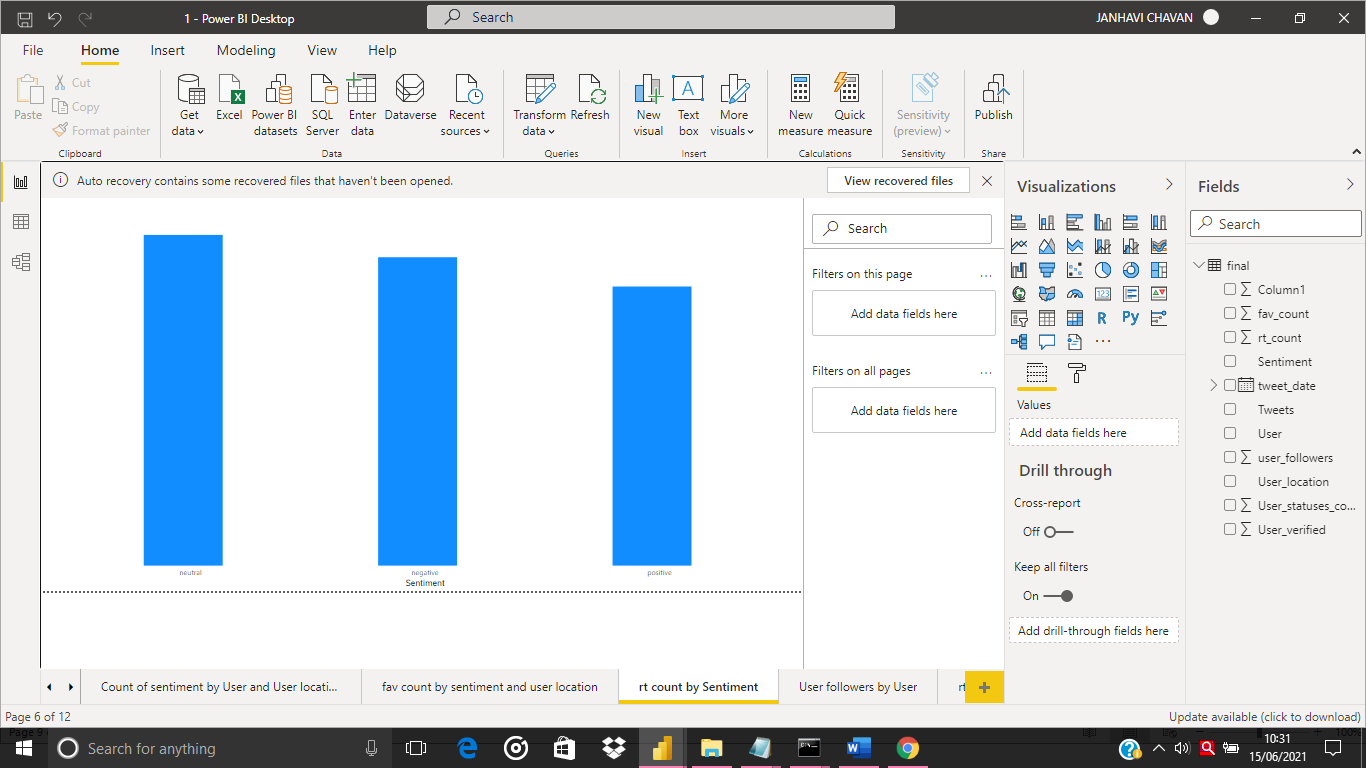 1 - Power BI Desktop
Search
JANHAVI CHAVAN
File Home Insert Modeling View Help
Paste
Cut
Copy
Format painter
Clipboard
Get data
Excel
Power BI datasets
SQL Server
Enter data
Dataverse
Recent sources
Data
Transform data
Refresh
Queries
New visual
A
Text box
More visuals
Insert
New measure
Quick measure
Calculations
Sensitivity (preview)
Sensitivity
Publish
Share
Auto recovery contains some recovered files that haven't been opened.
View recovered files
neutral
negative
positive
Sentiment
Search
Filters on this page
...
Add data fields here
Filters on all pages
...
Add data fields here
Visualizations
123
R
Py
...
Values
Add data fields here
Drill through
Cross-report
Off
Keep all filters
On
Add drill-through fields here
Fields
Search
final
Column1
fav_count
rt_count
Sentiment
tweet_date
Tweets
User
user_followers
User_location
User_statuses_co...
User_verified
Count of sentiment by User and User locati...
fav count by sentiment and user location
rt count by Sentiment
User followers by User
Page 6 of 12
Update available (click to download)
100%
Search for anything
10:31
15/06/2021